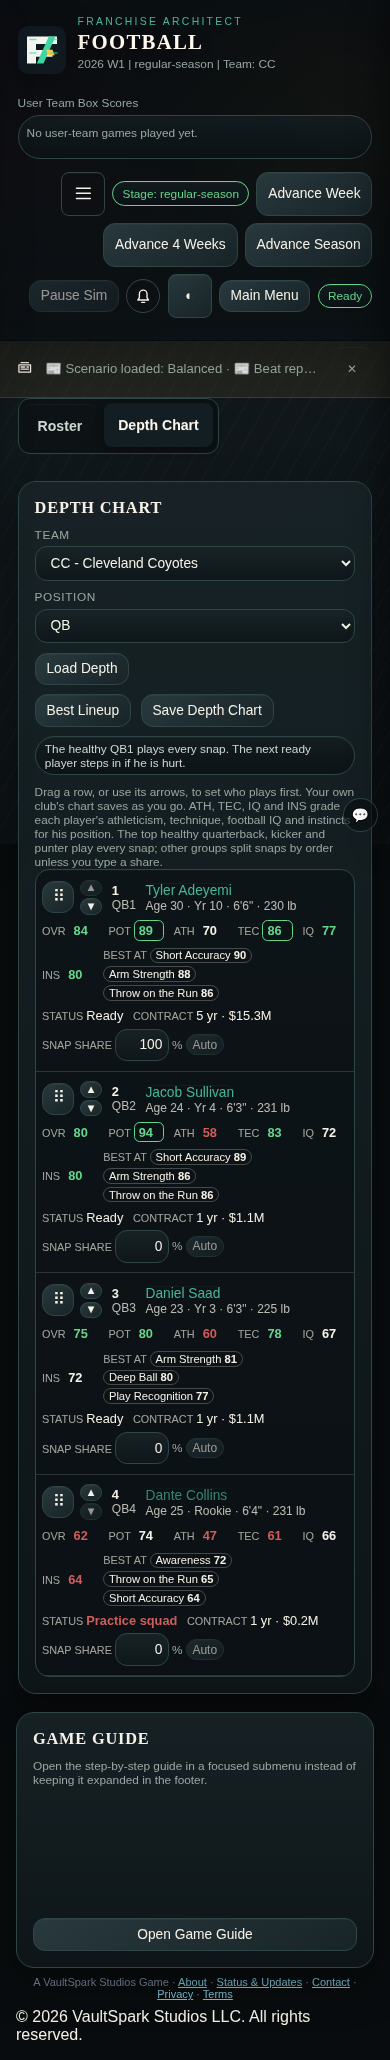 FRANCHISE ARCHITECT
FOOTBALL
2026 W1 | regular-season | Team: CC
User Team Box Scores
No user-team games played yet.
Stage: regular-season
Advance Week
Advance 4 Weeks
Advance Season
Pause Sim
Main Menu
Ready
📰 Scenario loaded: Balanced · 📰 Beat rep… ×
Roster
Depth Chart
DEPTH CHART
TEAM
CC - Cleveland Coyotes
POSITION
QB
Load Depth
Best Lineup
Save Depth Chart
The healthy QB1 plays every snap. The next ready
player steps in if he is hurt.
Drag a row, or use its arrows, to set who plays first. Your own
club's chart saves as you go. ATH, TEC, IQ and INS grade
each player's athleticism, technique, football IQ and instincts
for his position. The top healthy quarterback, kicker and
punter play every snap; other groups split snaps by order
unless you type a share.
▲ 1 Tyler Adeyemi
▼ QB1 Age 30 · Yr 10 · 6'6" · 230 lb
OVR 84 POT 89 ATH 70 TEC 86 IQ 77
INS 80 BEST AT Short Accuracy 90
Arm Strength 88
Throw on the Run 86
STATUS Ready CONTRACT 5 yr · $15.3M
SNAP SHARE 100 % Auto
▲ 2 Jacob Sullivan
▼ QB2 Age 24 · Yr 4 · 6'3" · 231 lb
OVR 80 POT 94 ATH 58 TEC 83 IQ 72
INS 80 BEST AT Short Accuracy 89
Arm Strength 86
Throw on the Run 86
STATUS Ready CONTRACT 1 yr · $1.1M
SNAP SHARE 0 % Auto
▲ 3 Daniel Saad
▼ QB3 Age 23 · Yr 3 · 6'3" · 225 lb
OVR 75 POT 80 ATH 60 TEC 78 IQ 67
INS 72 BEST AT Arm Strength 81
Deep Ball 80
Play Recognition 77
STATUS Ready CONTRACT 1 yr · $1.1M
SNAP SHARE 0 % Auto
▲ 4 Dante Collins
▼ QB4 Age 25 · Rookie · 6'4" · 231 lb
OVR 62 POT 74 ATH 47 TEC 61 IQ 66
INS 64 BEST AT Awareness 72
Throw on the Run 65
Short Accuracy 64
STATUS Practice squad CONTRACT 1 yr · $0.2M
SNAP SHARE 0 % Auto
GAME GUIDE
Open the step-by-step guide in a focused submenu instead of
keeping it expanded in the footer.
Open Game Guide
A VaultSpark Studios Game · About · Status & Updates · Contact ·
Privacy · Terms
© 2026 VaultSpark Studios LLC. All rights
reserved.